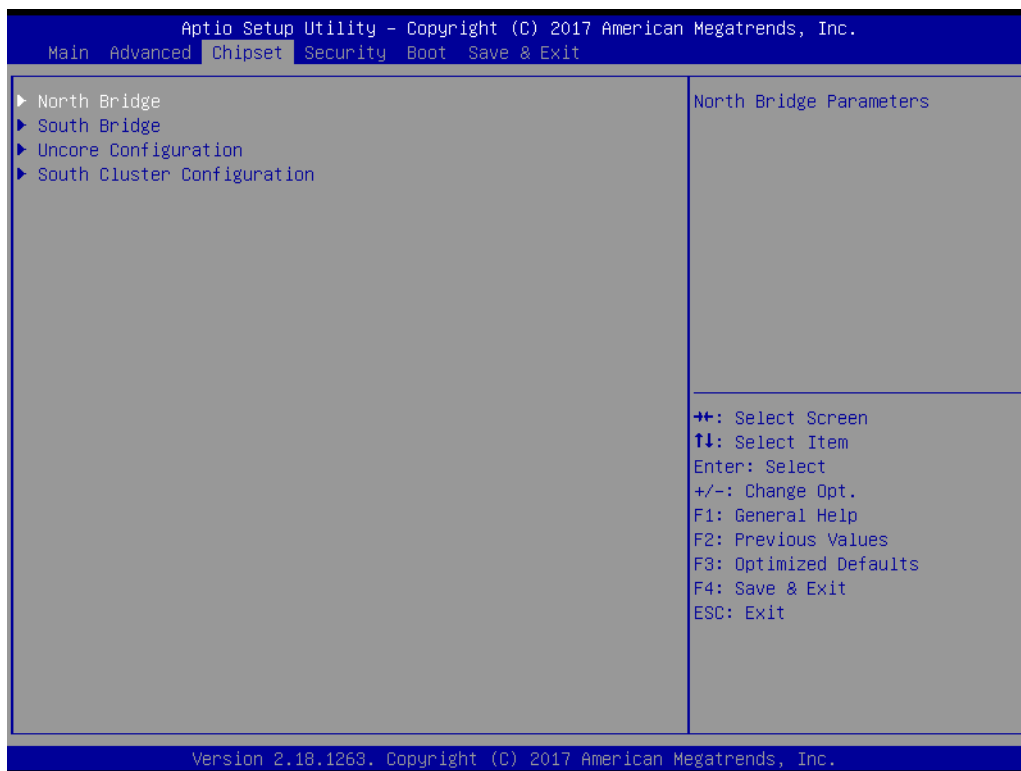 Aptio Setup Utility – Copyright (C) 2017 American Megatrends, Inc.
Main Advanced Chipset Security Boot Save & Exit
▶ North Bridge
▶ South Bridge
▶ Uncore Configuration
▶ South Cluster Configuration
North Bridge Parameters
→←: Select Screen
↑↓: Select Item
Enter: Select
+/-: Change Opt.
F1: General Help
F2: Previous Values
F3: Optimized Defaults
F4: Save & Exit
ESC: Exit
Version 2.18.1263. Copyright (C) 2017 American Megatrends, Inc.